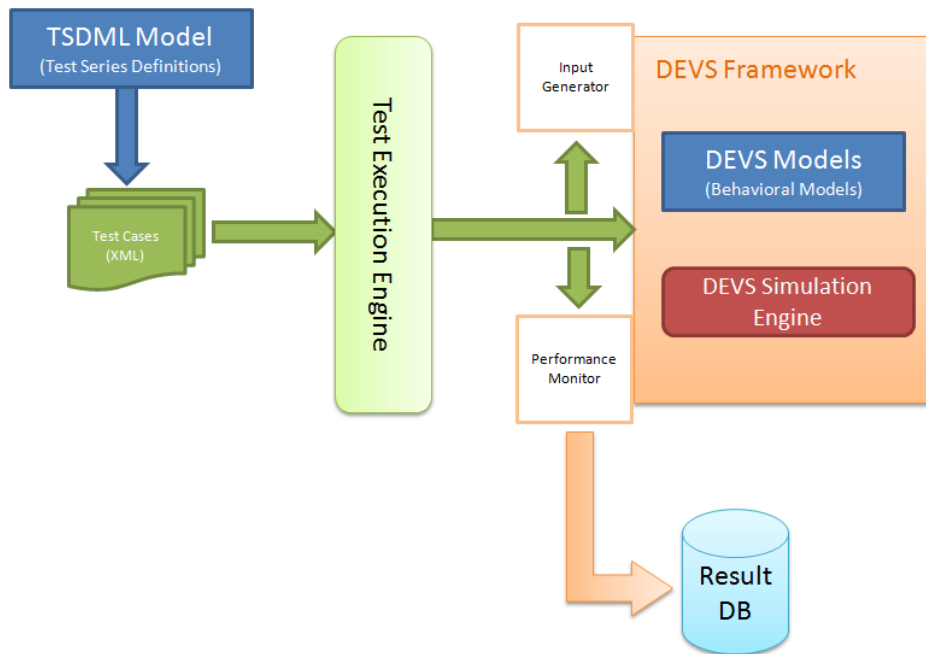 TSDML Model
(Test Series Definitions)
Test Cases
(XML)
Test Execution Engine
Input
Generator
DEVS Framework
DEVS Models
(Behavioral Models)
DEVS Simulation
Engine
Performance
Monitor
Result
DB